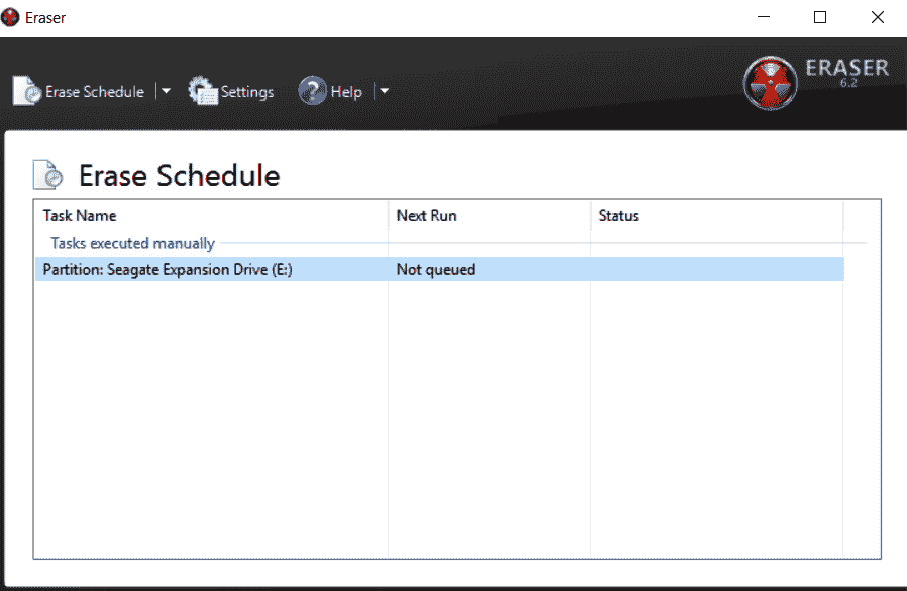 Eraser
Erase Schedule
Settings
Help
ERASER
6.2
Erase Schedule
Task Name Next Run Status
Tasks executed manually
Partition: Seagate Expansion Drive (E:) Not queued